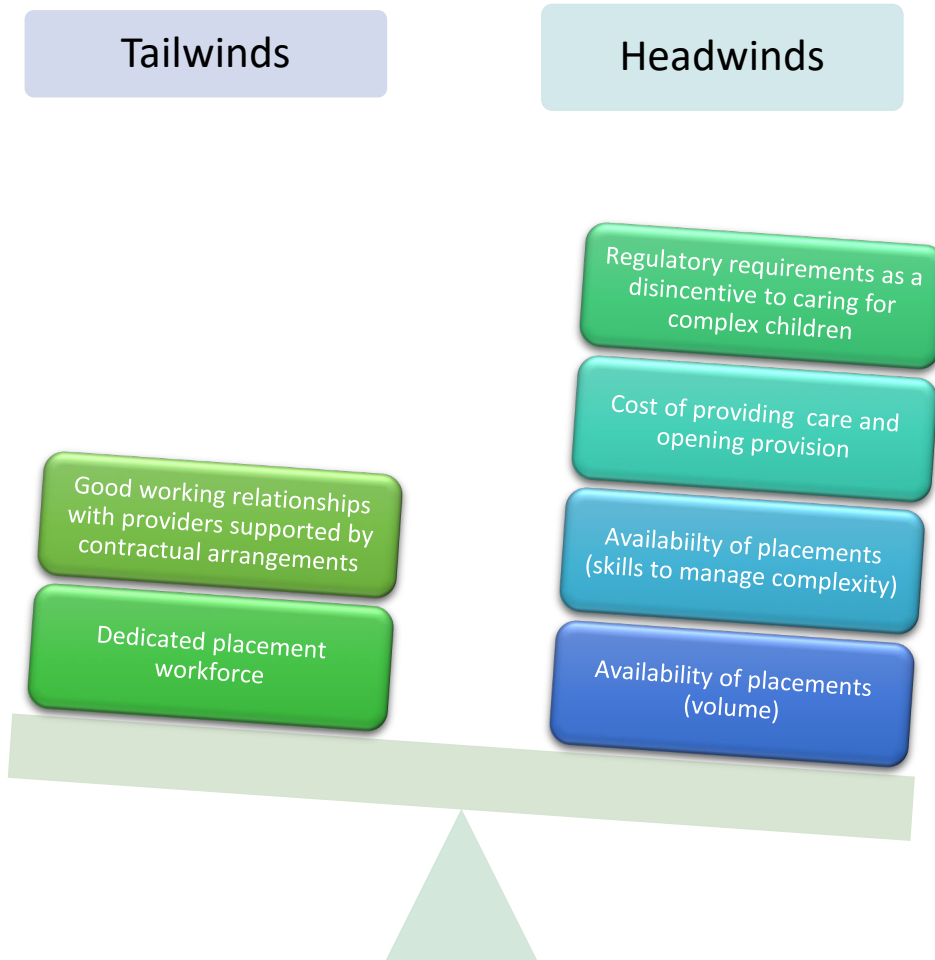 Tailwinds
Headwinds
Good working relationships
with providers supported by
contractual arrangements
Dedicated placement
workforce
Regulatory requirements as a
disincentive to caring for
complex children
Cost of providing  care and
opening provision
Availabiilty of placements
(skills to manage complexity)
Availability of placements
(volume)